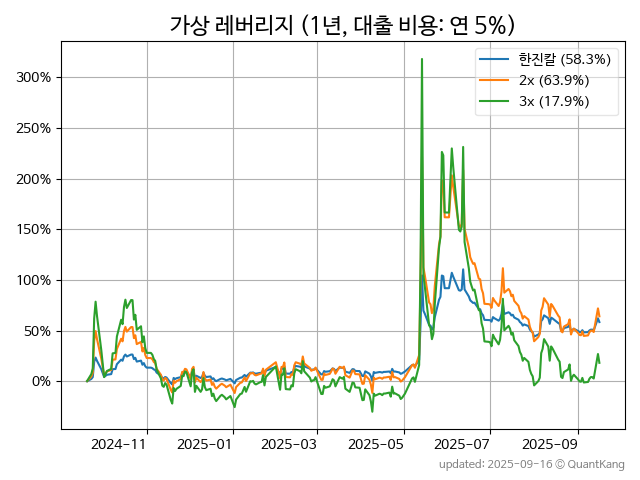 가상 레버리지 (1년, 대출 비용: 연 5%)
한진칼 (58.3%)
2x (63.9%)
3x (17.9%)
300%
250%
200%
150%
100%
50%
0%
2024-11
2025-01
2025-03
2025-05
2025-07
2025-09
updated: 2025-09-16 © QuantKang